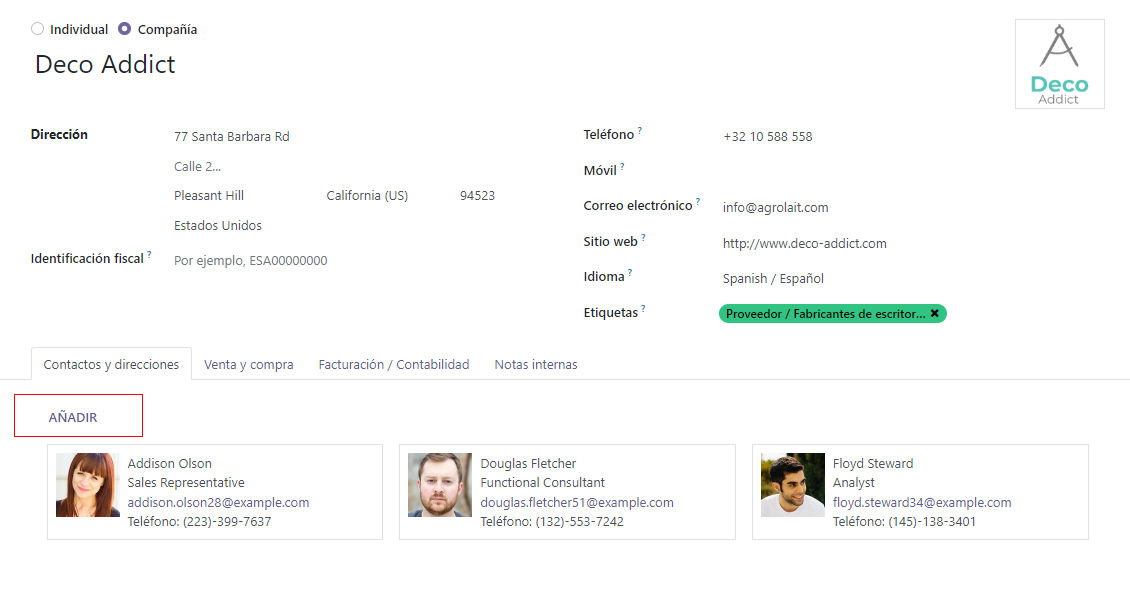 Individual Compañía
Deco Addict
Deco
Addict
Dirección
77 Santa Barbara Rd
Calle 2...
Pleasant Hill California (US) 94523
Estados Unidos
Identificación fiscal ? Por ejemplo, ESA00000000
Teléfono ? +32 10 588 558
Móvil ?
Correo electrónico ? info@agrolait.com
Sitio web ? http://www.deco-addict.com
Idioma ? Spanish / Español
Etiquetas ? Proveedor / Fabricantes de escritor... ✖
Contactos y direcciones Venta y compra Facturación / Contabilidad Notas internas
AÑADIR
Addison Olson
Sales Representative
addison.olson28@example.com
Teléfono: (223)-399-7637
Douglas Fletcher
Functional Consultant
douglas.fletcher51@example.com
Teléfono: (132)-553-7242
Floyd Steward
Analyst
floyd.steward34@example.com
Teléfono: (145)-138-3401